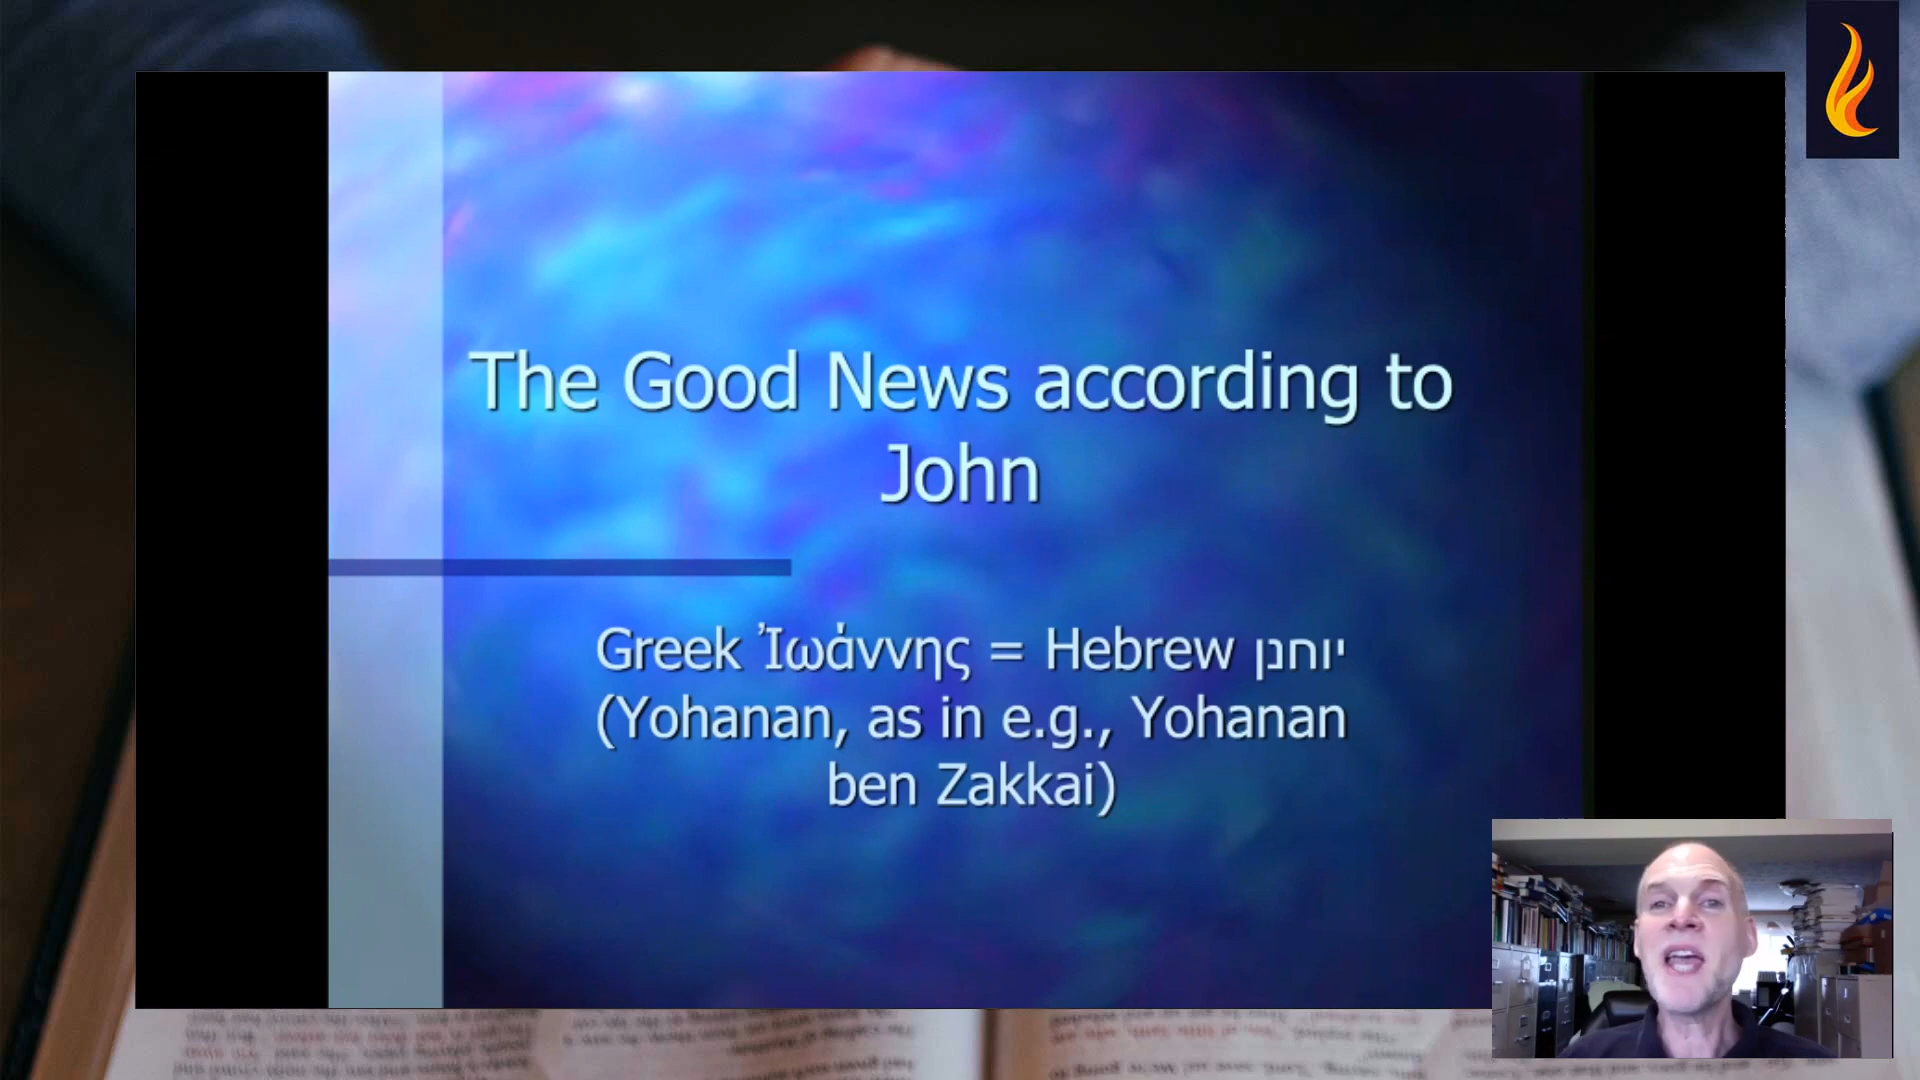 The Good News according to
John
Greek Ἰωάννης = Hebrew יוחנן
(Yohanan, as in e.g., Yohanan
ben Zakkai)